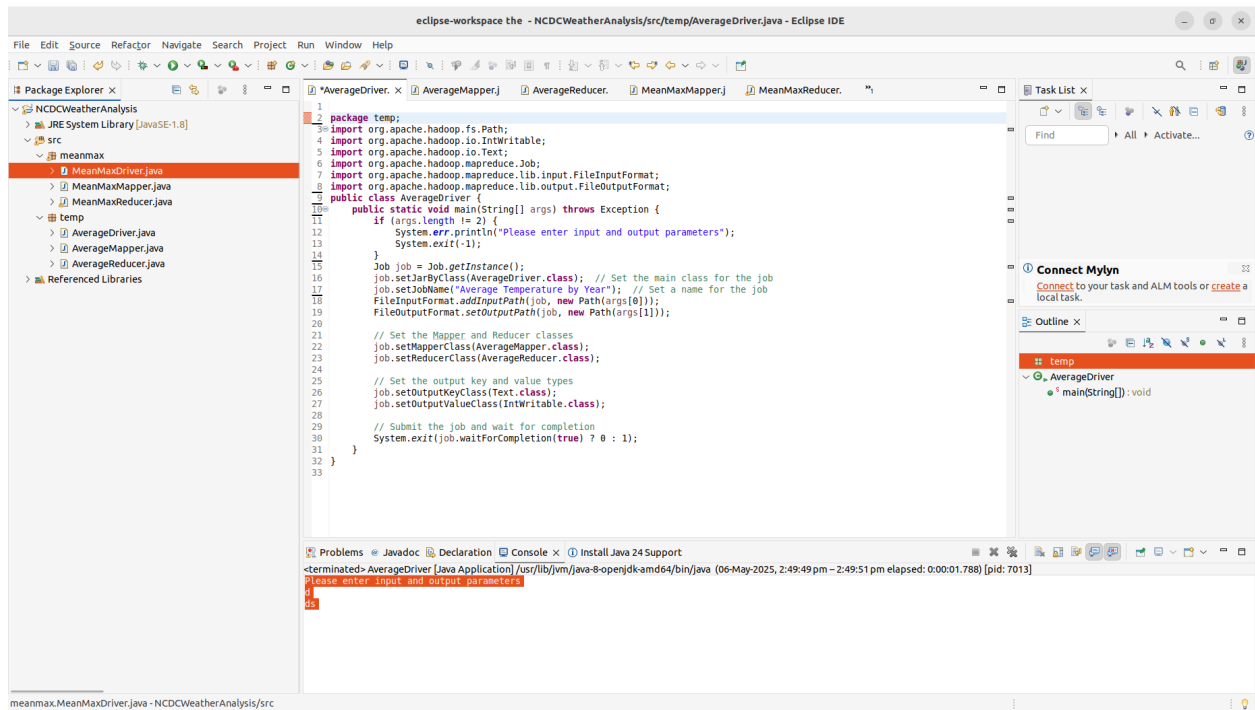 eclipse-workspace the - NCDCWeatherAnalysis/src/temp/AverageDriver.java - Eclipse IDE
File Edit Source Refactor Navigate Search Project Run Window Help
Package Explorer
NCDCWeatherAnalysis
JRE System Library [JavaSE-1.8]
src
meanmax
MeanMaxDriver.java
MeanMaxMapper.java
MeanMaxReducer.java
temp
AverageDriver.java
AverageMapper.java
AverageReducer.java
Referenced Libraries
*AverageDriver. AverageMapper.j AverageReducer. MeanMaxMapper.j MeanMaxReducer. »1
1
2 package temp;
3 import org.apache.hadoop.fs.Path;
4 import org.apache.hadoop.io.IntWritable;
5 import org.apache.hadoop.io.Text;
6 import org.apache.hadoop.mapreduce.Job;
7 import org.apache.hadoop.mapreduce.lib.input.FileInputFormat;
8 import org.apache.hadoop.mapreduce.lib.output.FileOutputFormat;
9 public class AverageDriver {
10 public static void main(String[] args) throws Exception {
11 if (args.length != 2) {
12 System.err.println("Please enter input and output parameters");
13 System.exit(-1);
14 }
15 Job job = Job.getInstance();
16 job.setJarByClass(AverageDriver.class); // Set the main class for the job
17 job.setJobName("Average Temperature by Year"); // Set a name for the job
18 FileInputFormat.addInputPath(job, new Path(args[0]));
19 FileOutputFormat.setOutputPath(job, new Path(args[1]));
20
21 // Set the Mapper and Reducer classes
22 job.setMapperClass(AverageMapper.class);
23 job.setReducerClass(AverageReducer.class);
24
25 // Set the output key and value types
26 job.setOutputKeyClass(Text.class);
27 job.setOutputValueClass(IntWritable.class);
28
29 // Submit the job and wait for completion
30 System.exit(job.waitForCompletion(true) ? 0 : 1);
31 }
32 }
33
Task List
Find All Activate...
Connect Mylyn
Connect to your task and ALM tools or create a
local task.
Outline
temp
AverageDriver
main(String[]) : void
Problems Javadoc Declaration Console Install Java 24 Support
<terminated> AverageDriver [Java Application] /usr/lib/jvm/java-8-openjdk-amd64/bin/java (06-May-2025, 2:49:49 pm – 2:49:51 pm elapsed: 0:00:01.788) [pid: 7013]
Please enter input and output parameters
d
ds
meanmax.MeanMaxDriver.java - NCDCWeatherAnalysis/src